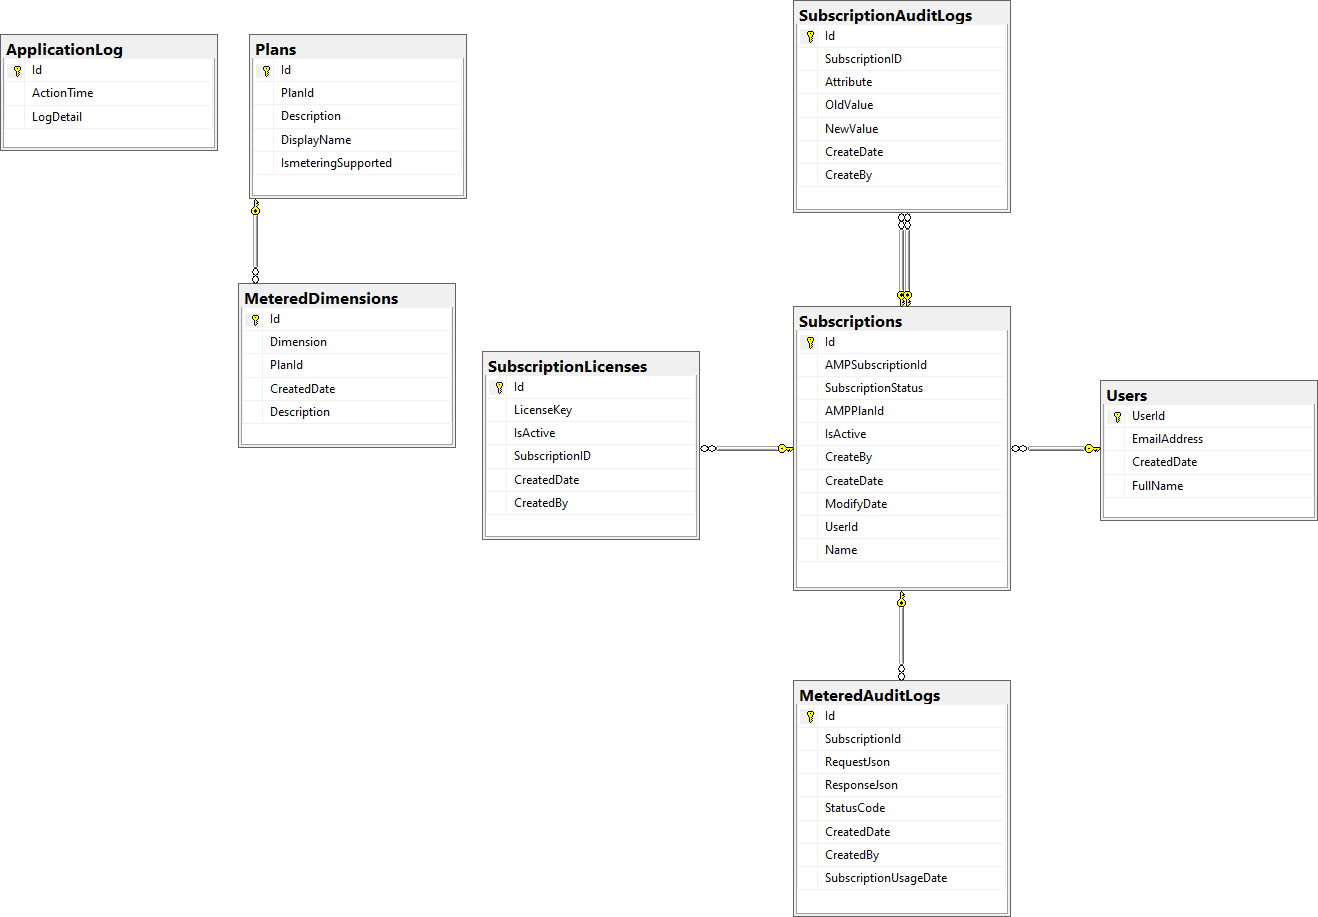 ApplicationLog
Id
ActionTime
LogDetail
Plans
Id
PlanId
Description
DisplayName
IsmeteringSupported
MeteredDimensions
Id
Dimension
PlanId
CreatedDate
Description
SubscriptionLicenses
Id
LicenseKey
IsActive
SubscriptionID
CreatedDate
CreatedBy
SubscriptionAuditLogs
Id
SubscriptionID
Attribute
OldValue
NewValue
CreateDate
CreateBy
Subscriptions
Id
AMPSubscriptionId
SubscriptionStatus
AMPPlanId
IsActive
CreateBy
CreateDate
ModifyDate
UserId
Name
Users
UserId
EmailAddress
CreatedDate
FullName
MeteredAuditLogs
Id
SubscriptionId
RequestJson
ResponseJson
StatusCode
CreatedDate
CreatedBy
SubscriptionUsageDate